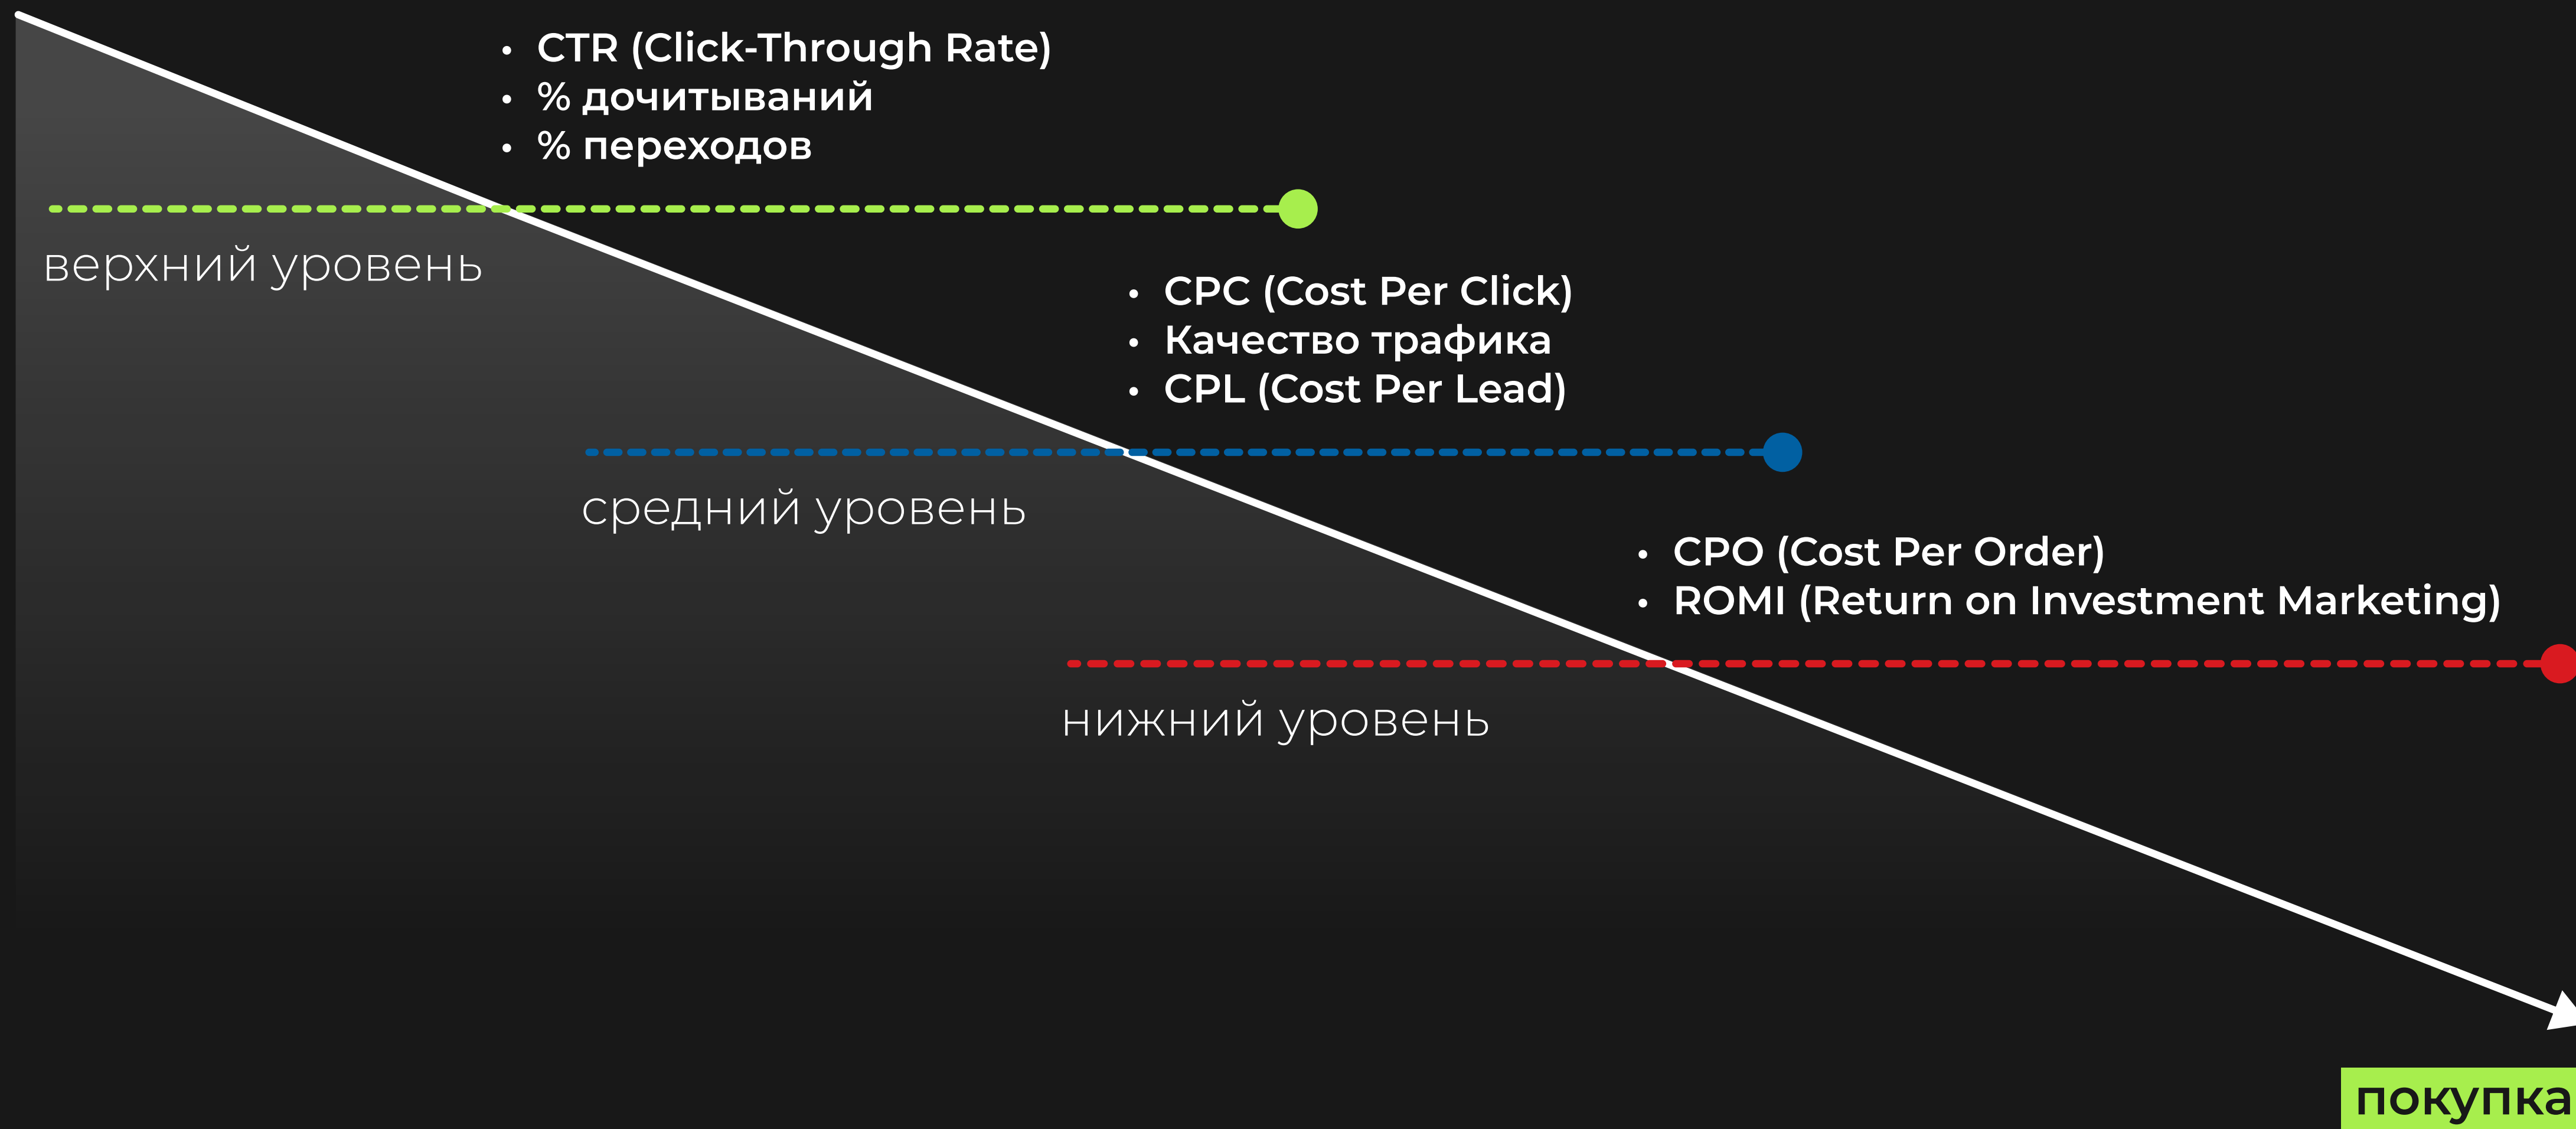 • CTR (Click-Through Rate)
• % дочитываний
• % переходов
верхний уровень
• CPC (Cost Per Click)
• Качество трафика
• CPL (Cost Per Lead)
средний уровень
• CPO (Cost Per Order)
• ROMI (Return on Investment Marketing)
нижний уровень
покупка